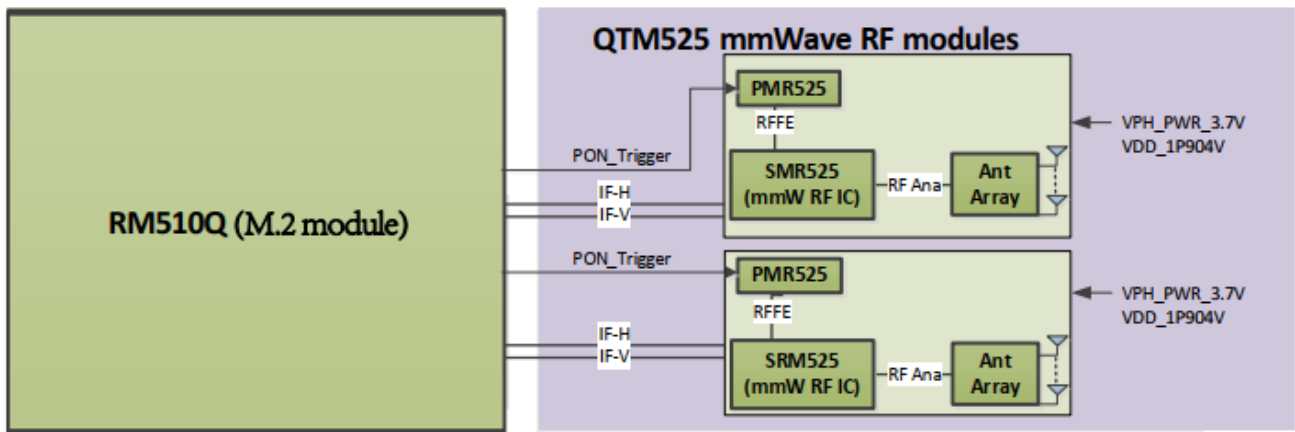 QTM525 mmWave RF modules
RM510Q (M.2 module)
PON_Trigger
IF-H
IF-V
PMR525
RFFE
SMR525
(mmW RF IC)
RF Ana
Ant
Array
VPH_PWR_3.7V
VDD_1P904V
PON_Trigger
IF-H
IF-V
PMR525
RFFE
SRM525
(mmW RF IC)
RF Ana
Ant
Array
VPH_PWR_3.7V
VDD_1P904V